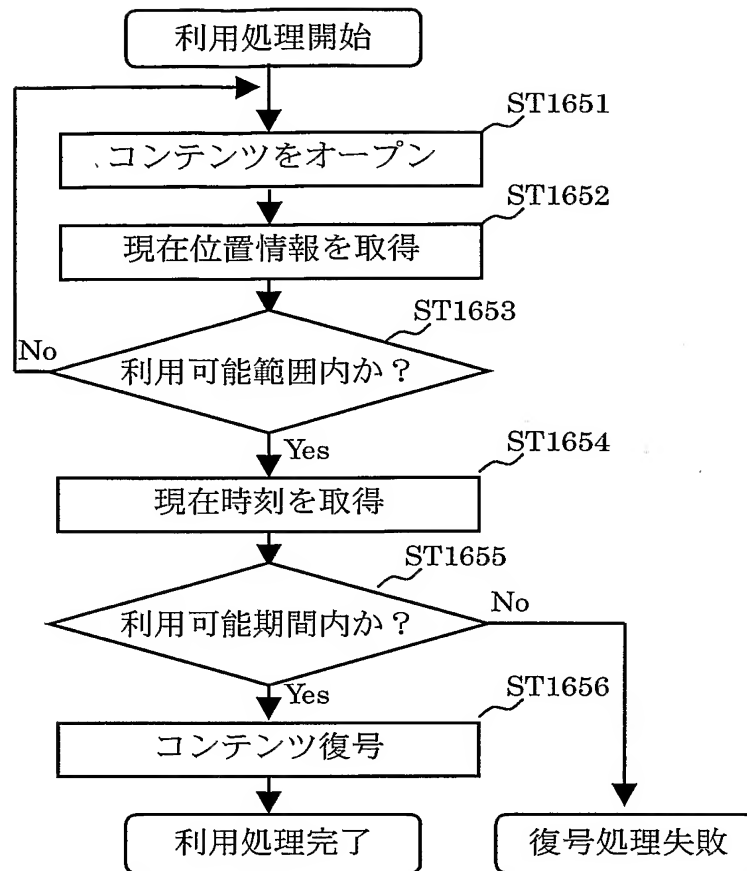 利用処理開始
ST1651
コンテンツをオープン
ST1652
現在位置情報を取得
ST1653
No
利用可能範囲内か?
Yes
ST1654
現在時刻を取得
ST1655
No
利用可能期間内か?
Yes
ST1656
コンテンツ復号
利用処理完了
復号処理失敗